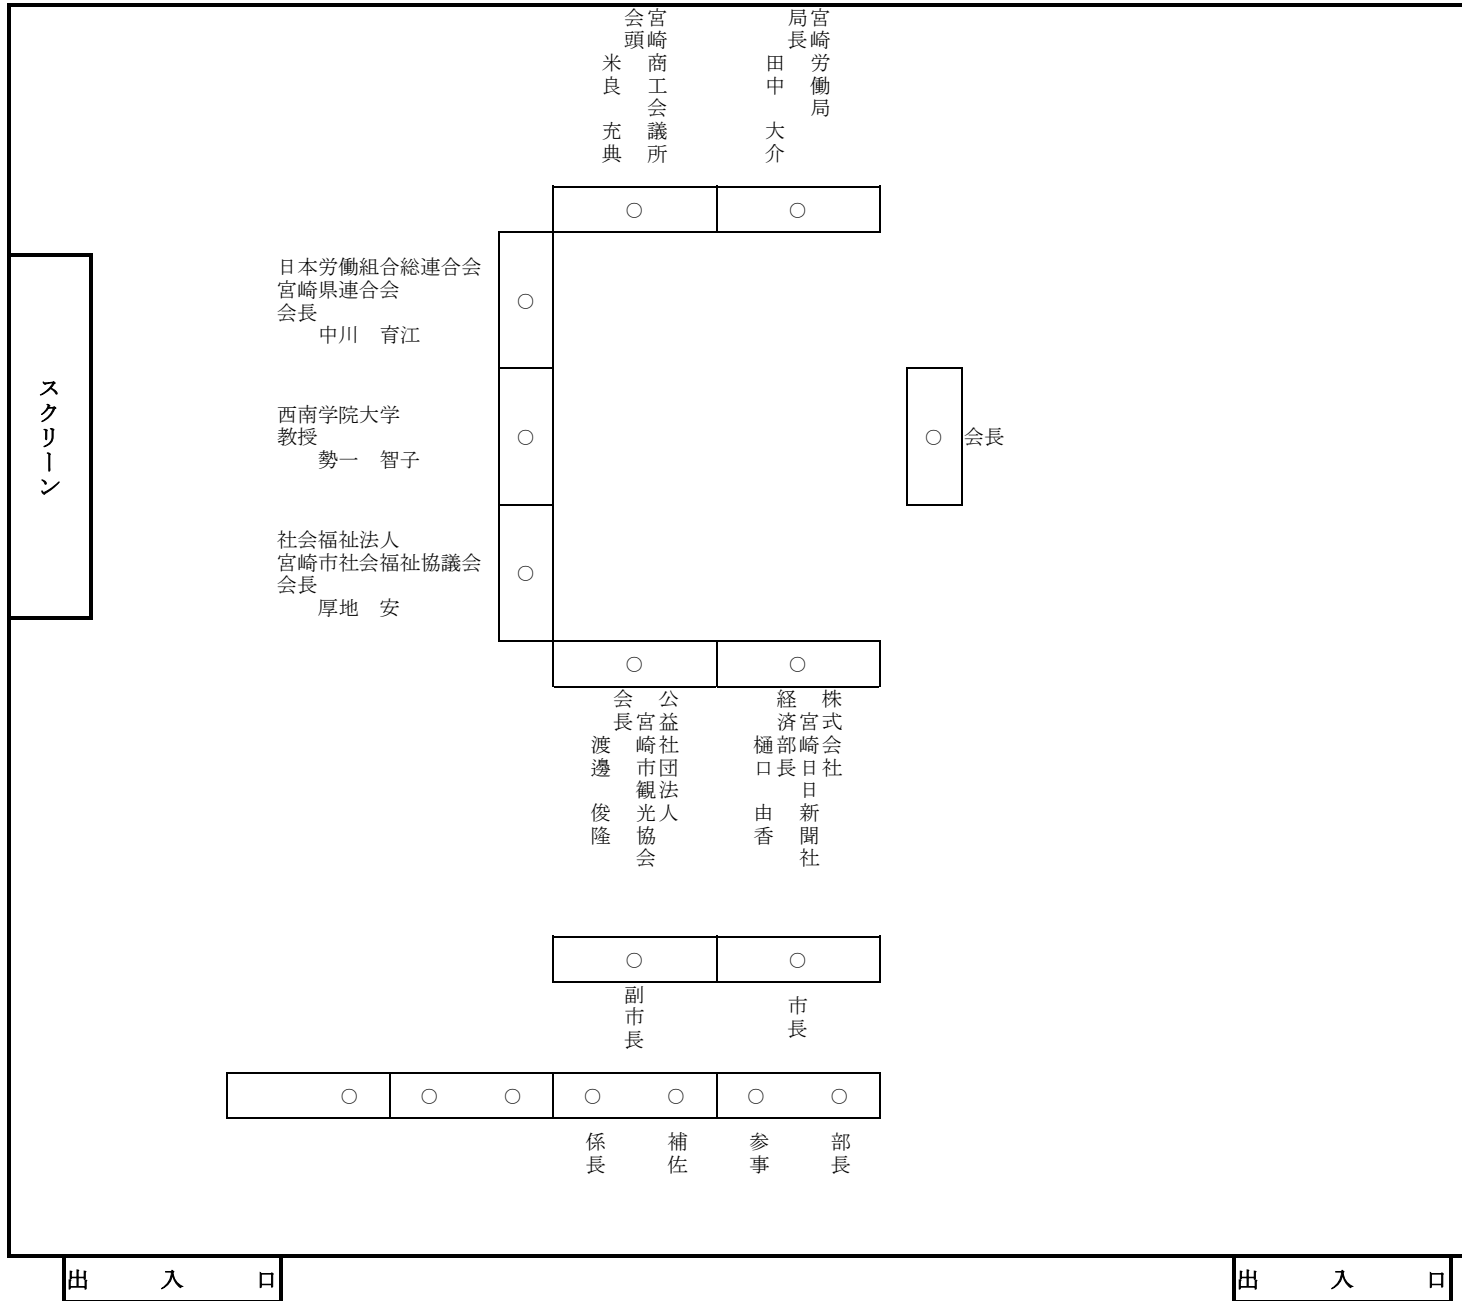 宮崎労働局
局長
田中　大介
宮崎商工会議所
会頭
米良　充典
○
○
日本労働組合総連合会
宮崎県連合会
会長
中川　育江
○
スクリーン
西南学院大学
教授
勢一　智子
○
○
会長
社会福祉法人
宮崎市社会福祉協議会
会長
厚地　安
○
○
○
株式会社
宮崎日日新聞社
経済部長
樋口　由香
公益社団法人
宮崎市観光協会
会長
渡邊　俊隆
○
○
副市長
市長
○
○
○
○
○
○
○
係長
補佐
参事
部長
出入口
出入口